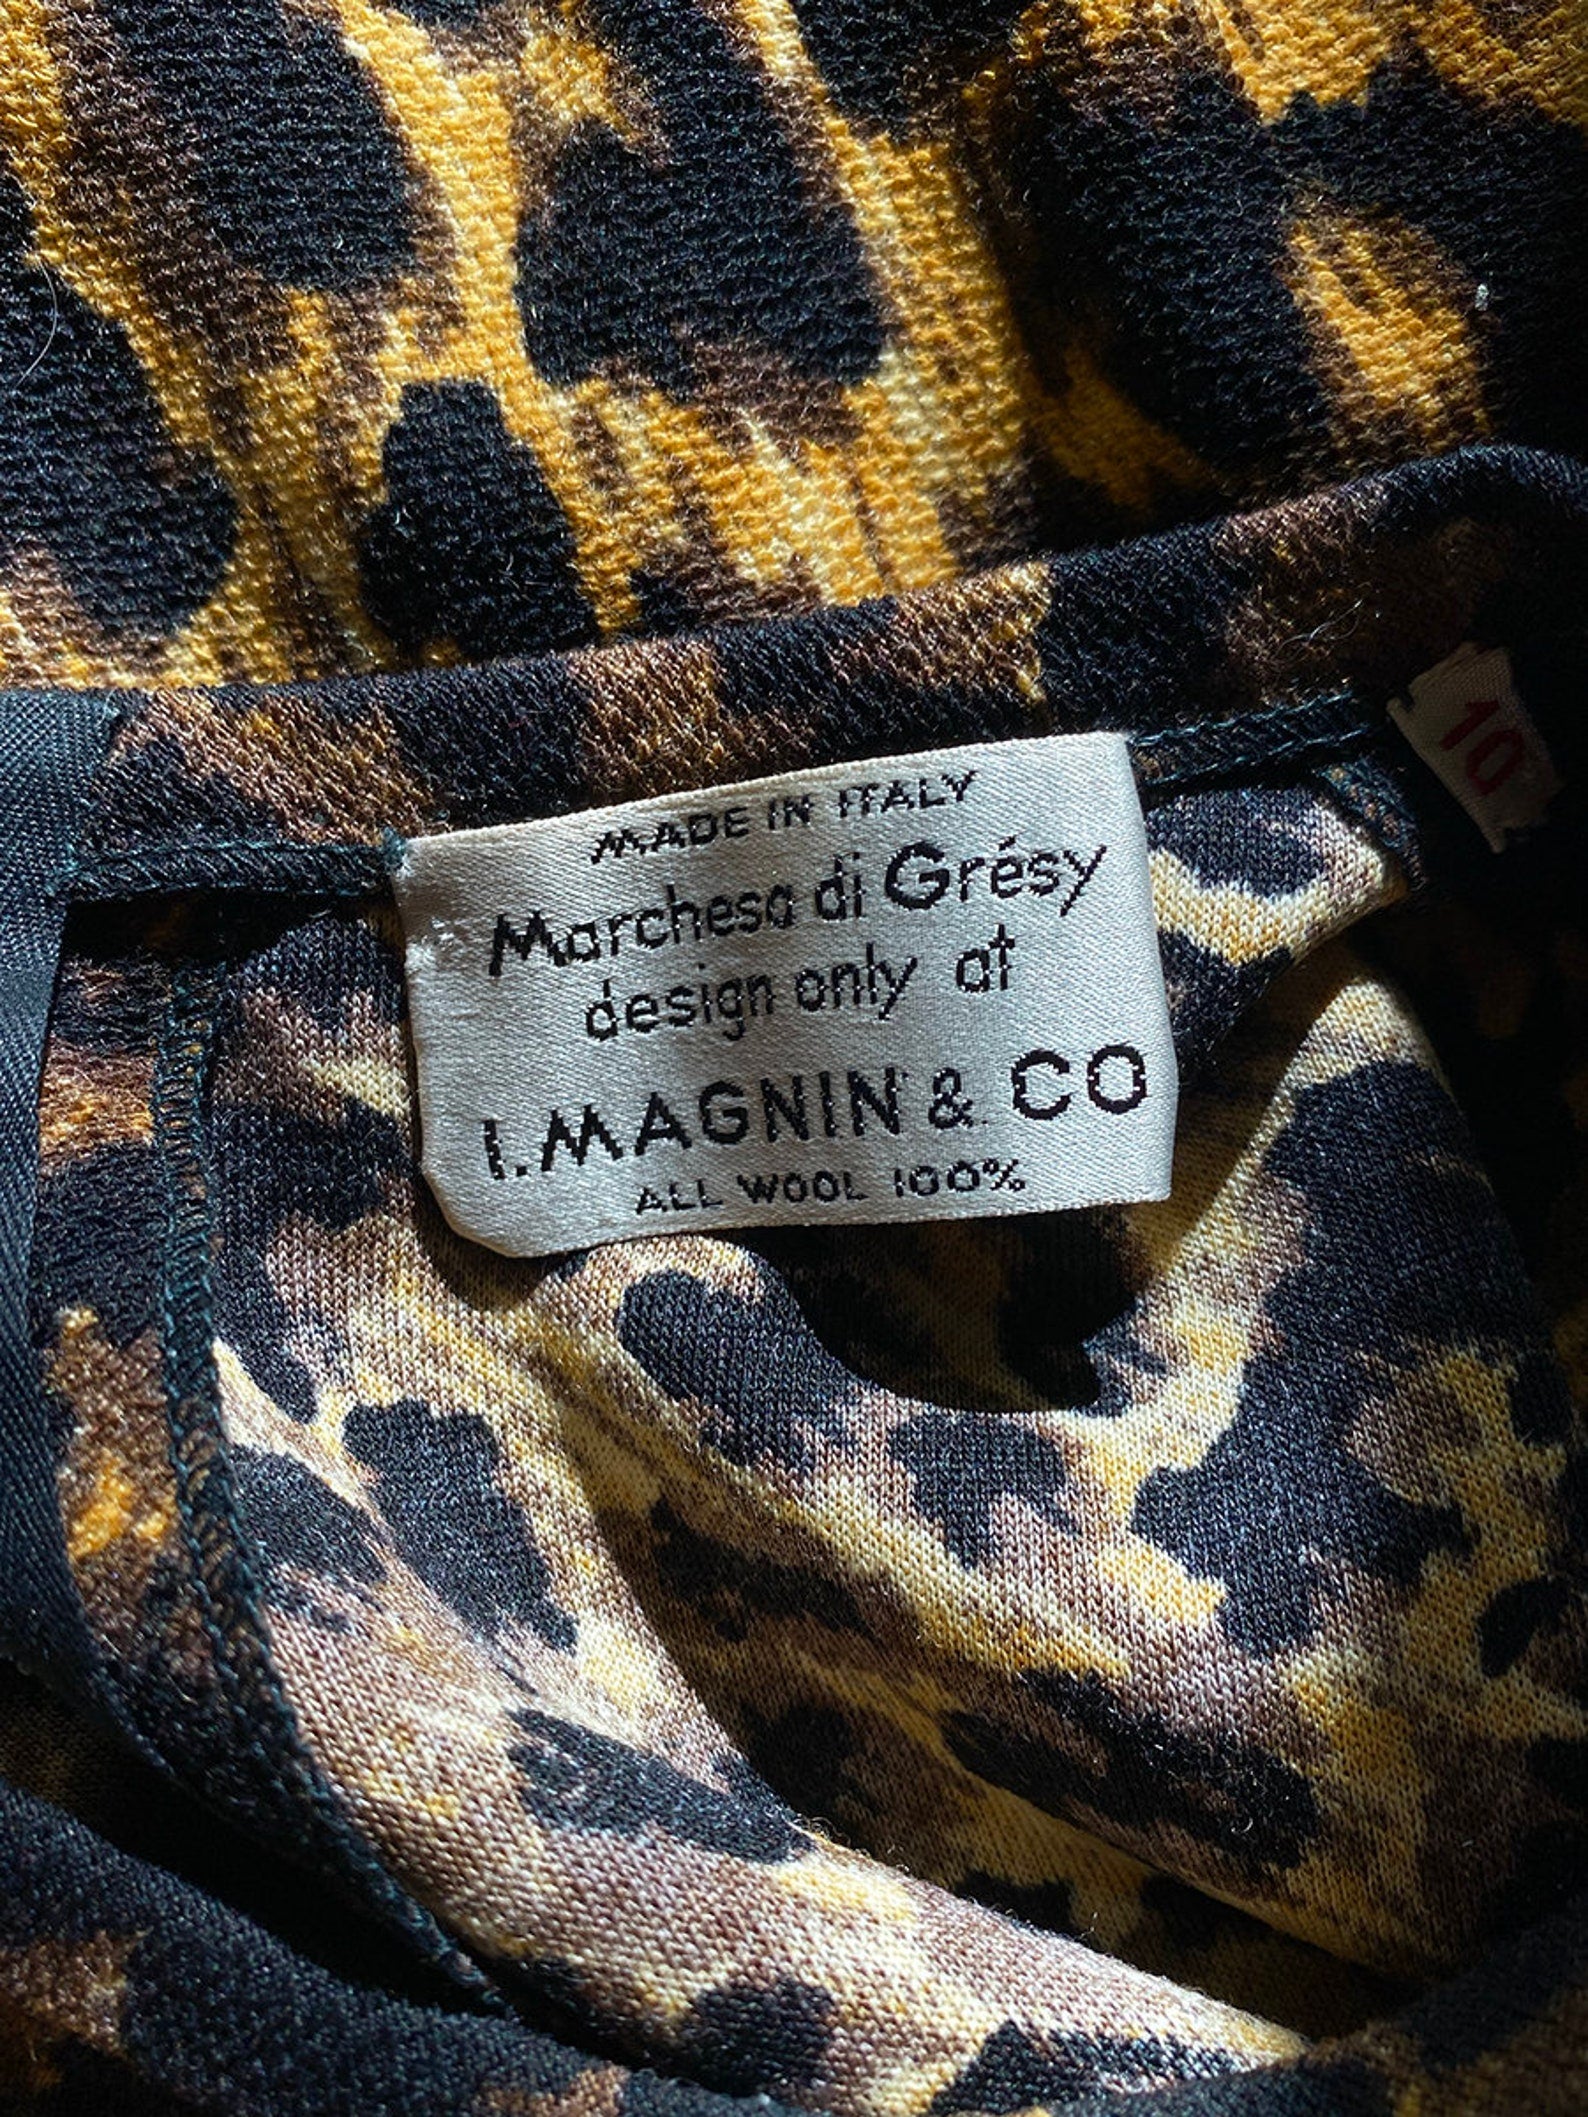 MADE IN ITALY
Marchesa di Grésy
design only at
I. MAGNIN & CO
ALL WOOL 100%
10